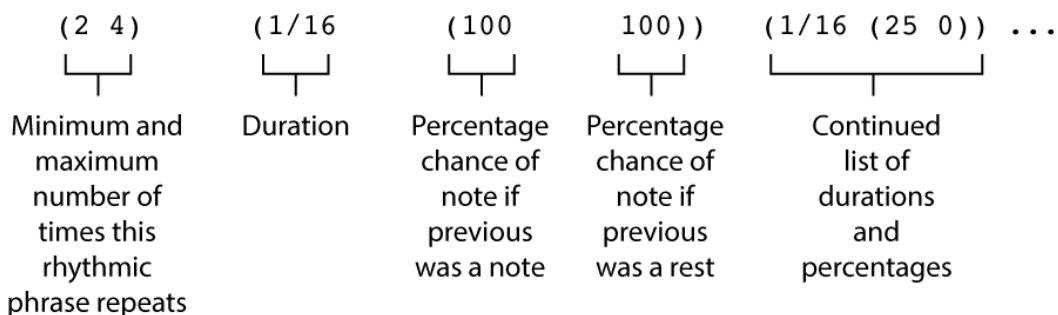 (2 4) (1/16 (100 100)) (1/16 (25 0)) ...
Minimum and
maximum
number of
times this
rhythmic
phrase repeats
Duration
Percentage
chance of
note if
previous
was a note
Percentage
chance of
note if
previous
was a rest
Continued
list of
durations
and
percentages